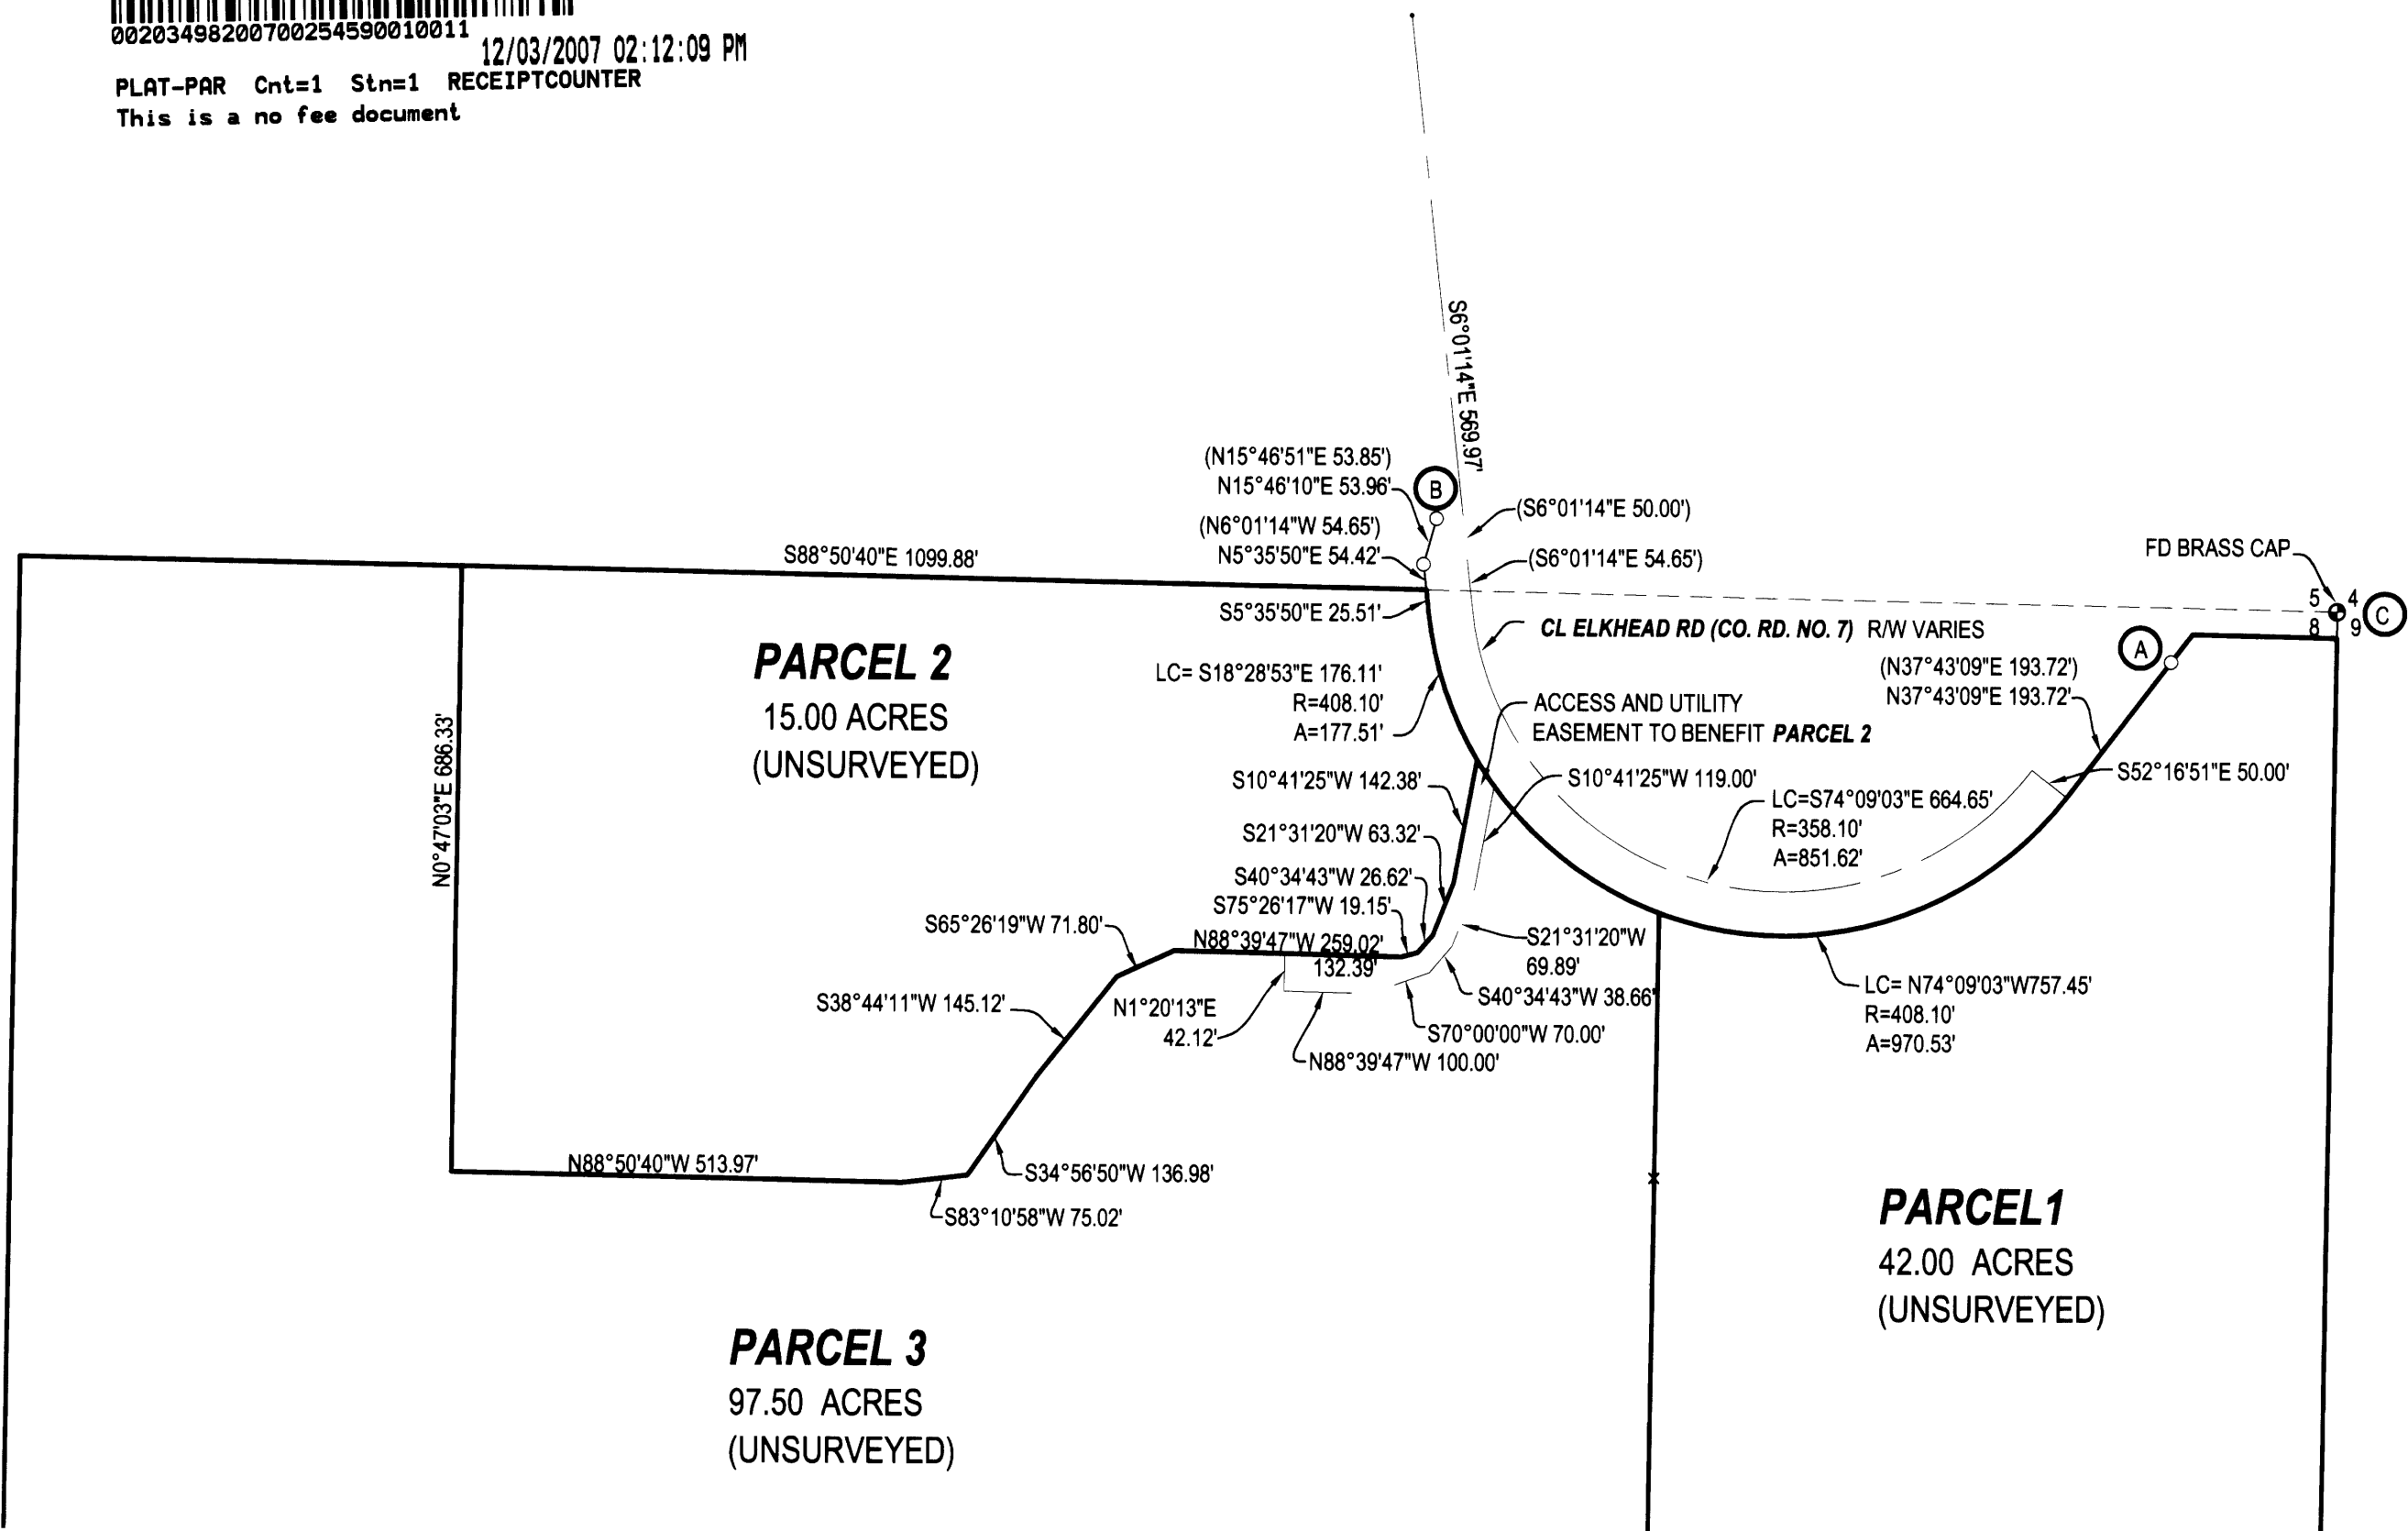 00203498200700254590010011
12/03/2007 02:12:09 PM
PLAT-PAR Cnt=1 Stn=1 RECEIPTCOUNTER
This is a no fee document
S6°01'14"E 569.97'
(N15°46'51"E 53.85')
N15°46'10"E 53.96'
B
(N6°01'14"W 54.65')
N5°35'50"E 54.42'
(S6°01'14"E 50.00')
(S6°01'14"E 54.65')
FD BRASS CAP
S88°50'40"E 1099.88'
S5°35'50"E 25.51'
5 4
8 9
C
CL ELKHEAD RD (CO. RD. NO. 7) R/W VARIES
A
(N37°43'09"E 193.72')
N37°43'09"E 193.72'
PARCEL 2
15.00 ACRES
(UNSURVEYED)
N0°47'03"E 686.33'
LC= S18°28'53"E 176.11'
R=408.10'
A=177.51'
ACCESS AND UTILITY
EASEMENT TO BENEFIT PARCEL 2
S10°41'25"W 142.38'
S10°41'25"W 119.00'
S52°16'51"E 50.00'
LC=S74°09'03"E 664.65'
R=358.10'
A=851.62'
S21°31'20"W 63.32'
S40°34'43"W 26.62'
S75°26'17"W 19.15'
S65°26'19"W 71.80'
N88°39'47"W 259.02'
132.39'
S21°31'20"W
69.89'
S38°44'11"W 145.12'
N1°20'13"E
42.12'
S40°34'43"W 38.66'
S70°00'00"W 70.00'
N88°39'47"W 100.00'
LC= N74°09'03"W757.45'
R=408.10'
A=970.53'
N88°50'40"W 513.97'
S34°56'50"W 136.98'
S83°10'58"W 75.02'
PARCEL1
42.00 ACRES
(UNSURVEYED)
PARCEL 3
97.50 ACRES
(UNSURVEYED)